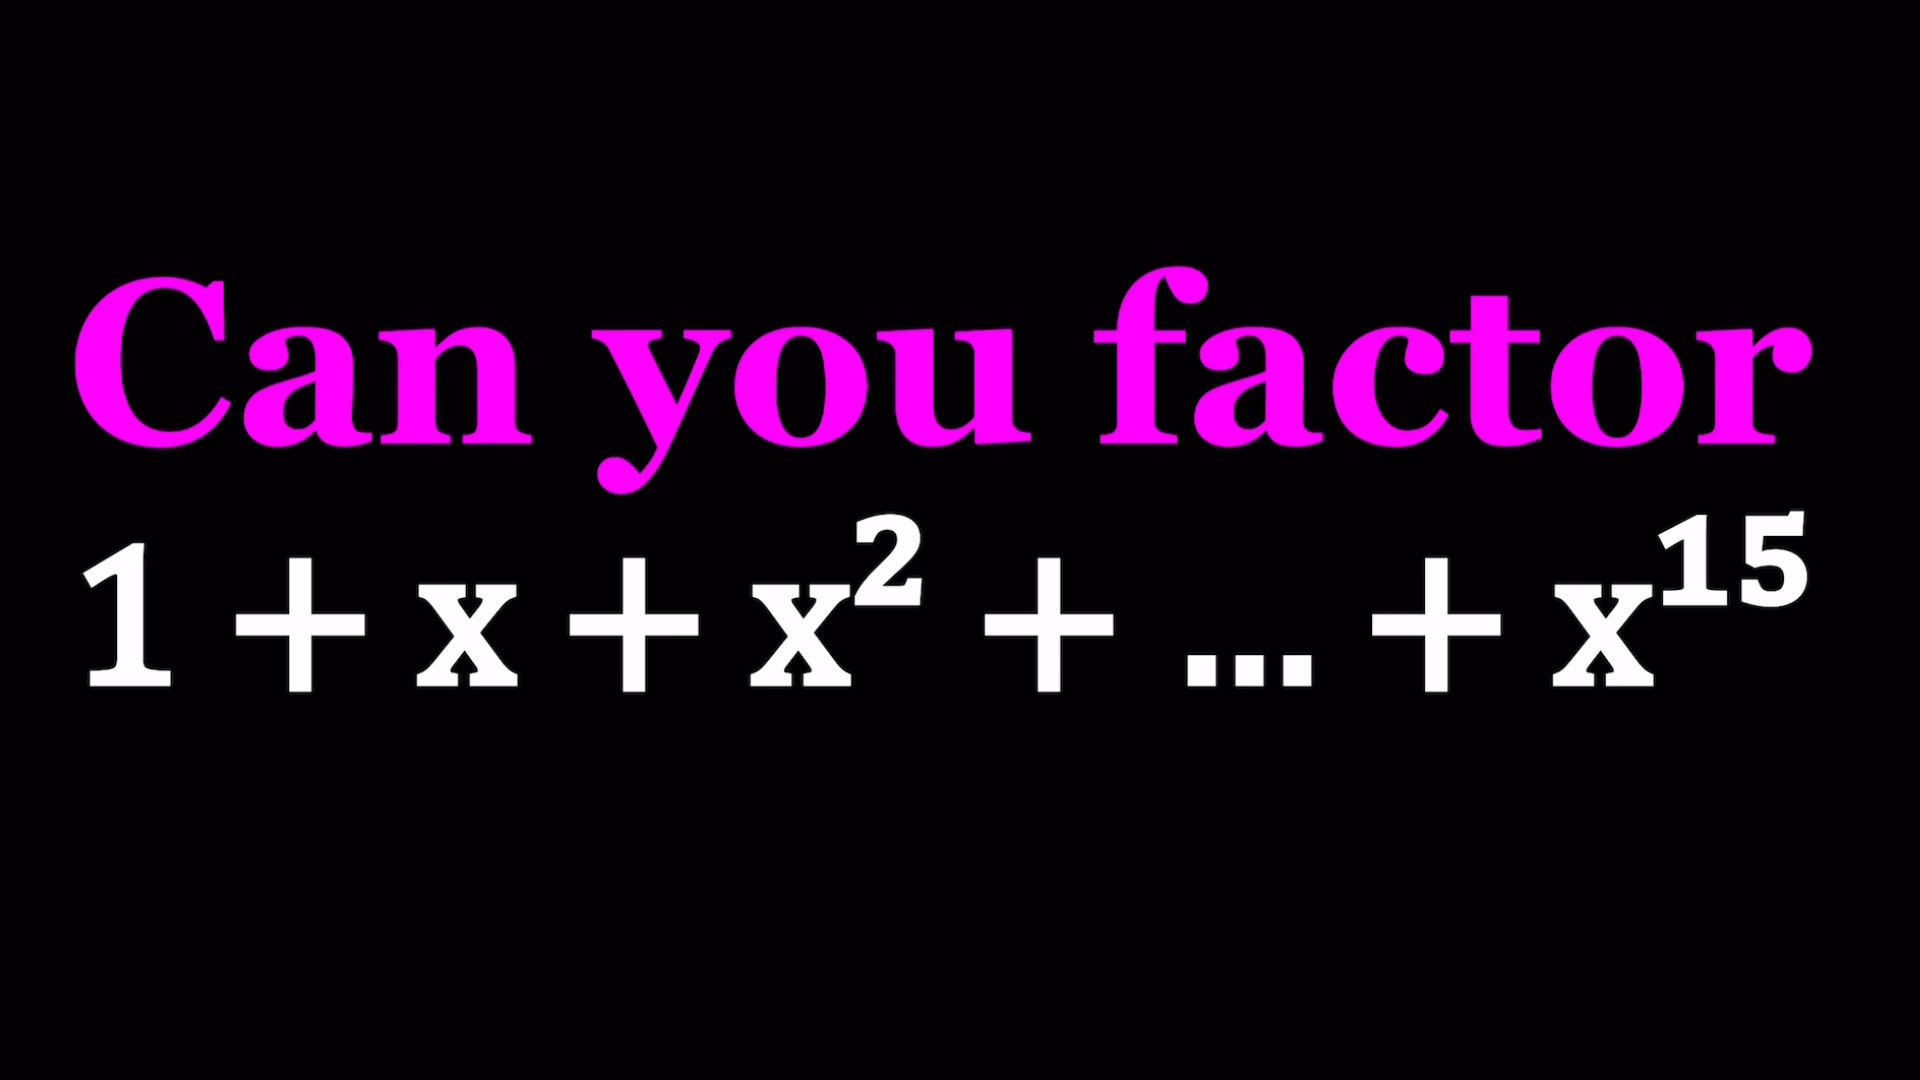 Can you factor
1 + x + x² + ... + x¹⁵